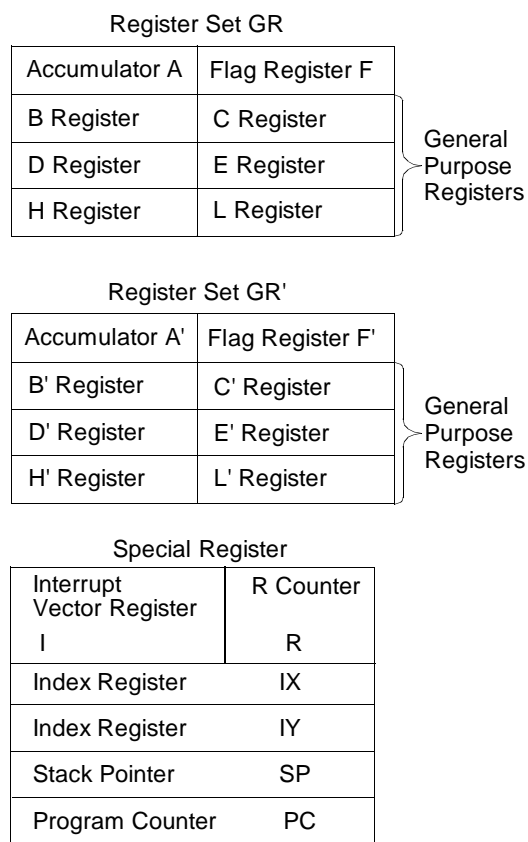 Register Set GR
Accumulator A Flag Register F
B Register C Register
D Register E Register
H Register L Register
General
Purpose
Registers
Register Set GR'
Accumulator A' Flag Register F'
B' Register C' Register
D' Register E' Register
H' Register L' Register
General
Purpose
Registers
Special Register
Interrupt
Vector Register
I
R Counter
R
Index Register IX
Index Register IY
Stack Pointer SP
Program Counter PC